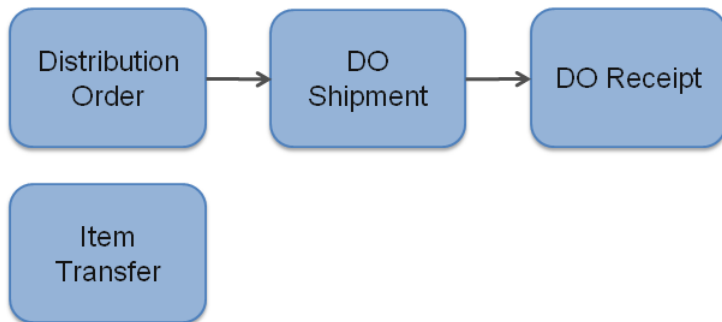 Distribution
Order
DO
Shipment
DO Receipt
Item
Transfer